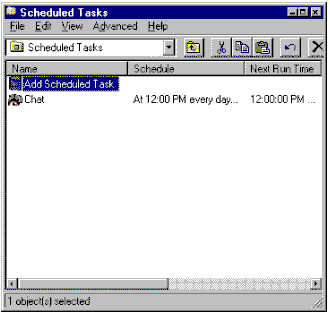 Scheduled Tasks
File Edit View Advanced Help
Scheduled Tasks
Name Schedule Next Run Time
Add Scheduled Task
Chat At 12:00 PM every day... 12:00:00 PM ...
1 object(s) selected